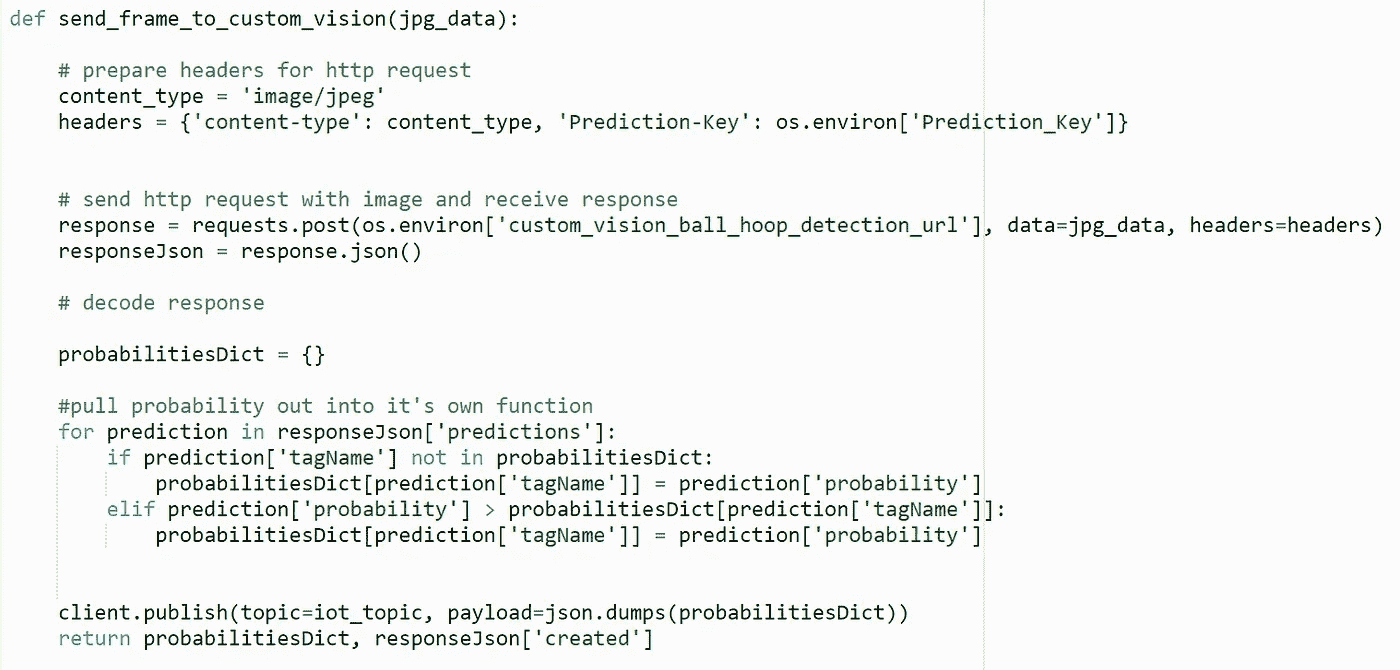 def send_frame_to_custom_vision(jpg_data):
# prepare headers for http request
content_type = 'image/jpeg'
headers = {'content-type': content_type, 'Prediction-Key': os.environ['Prediction_Key']}
# send http request with image and receive response
response = requests.post(os.environ['custom_vision_ball_hoop_detection_url'], data=jpg_data, headers=headers)
responseJson = response.json()
# decode response
probabilitiesDict = {}
#pull probability out into it's own function
for prediction in responseJson['predictions']:
if prediction['tagName'] not in probabilitiesDict:
probabilitiesDict[prediction['tagName']] = prediction['probability']
elif prediction['probability'] > probabilitiesDict[prediction['tagName']]:
probabilitiesDict[prediction['tagName']] = prediction['probability']
client.publish(topic=iot_topic, payload=json.dumps(probabilitiesDict))
return probabilitiesDict, responseJson['created']